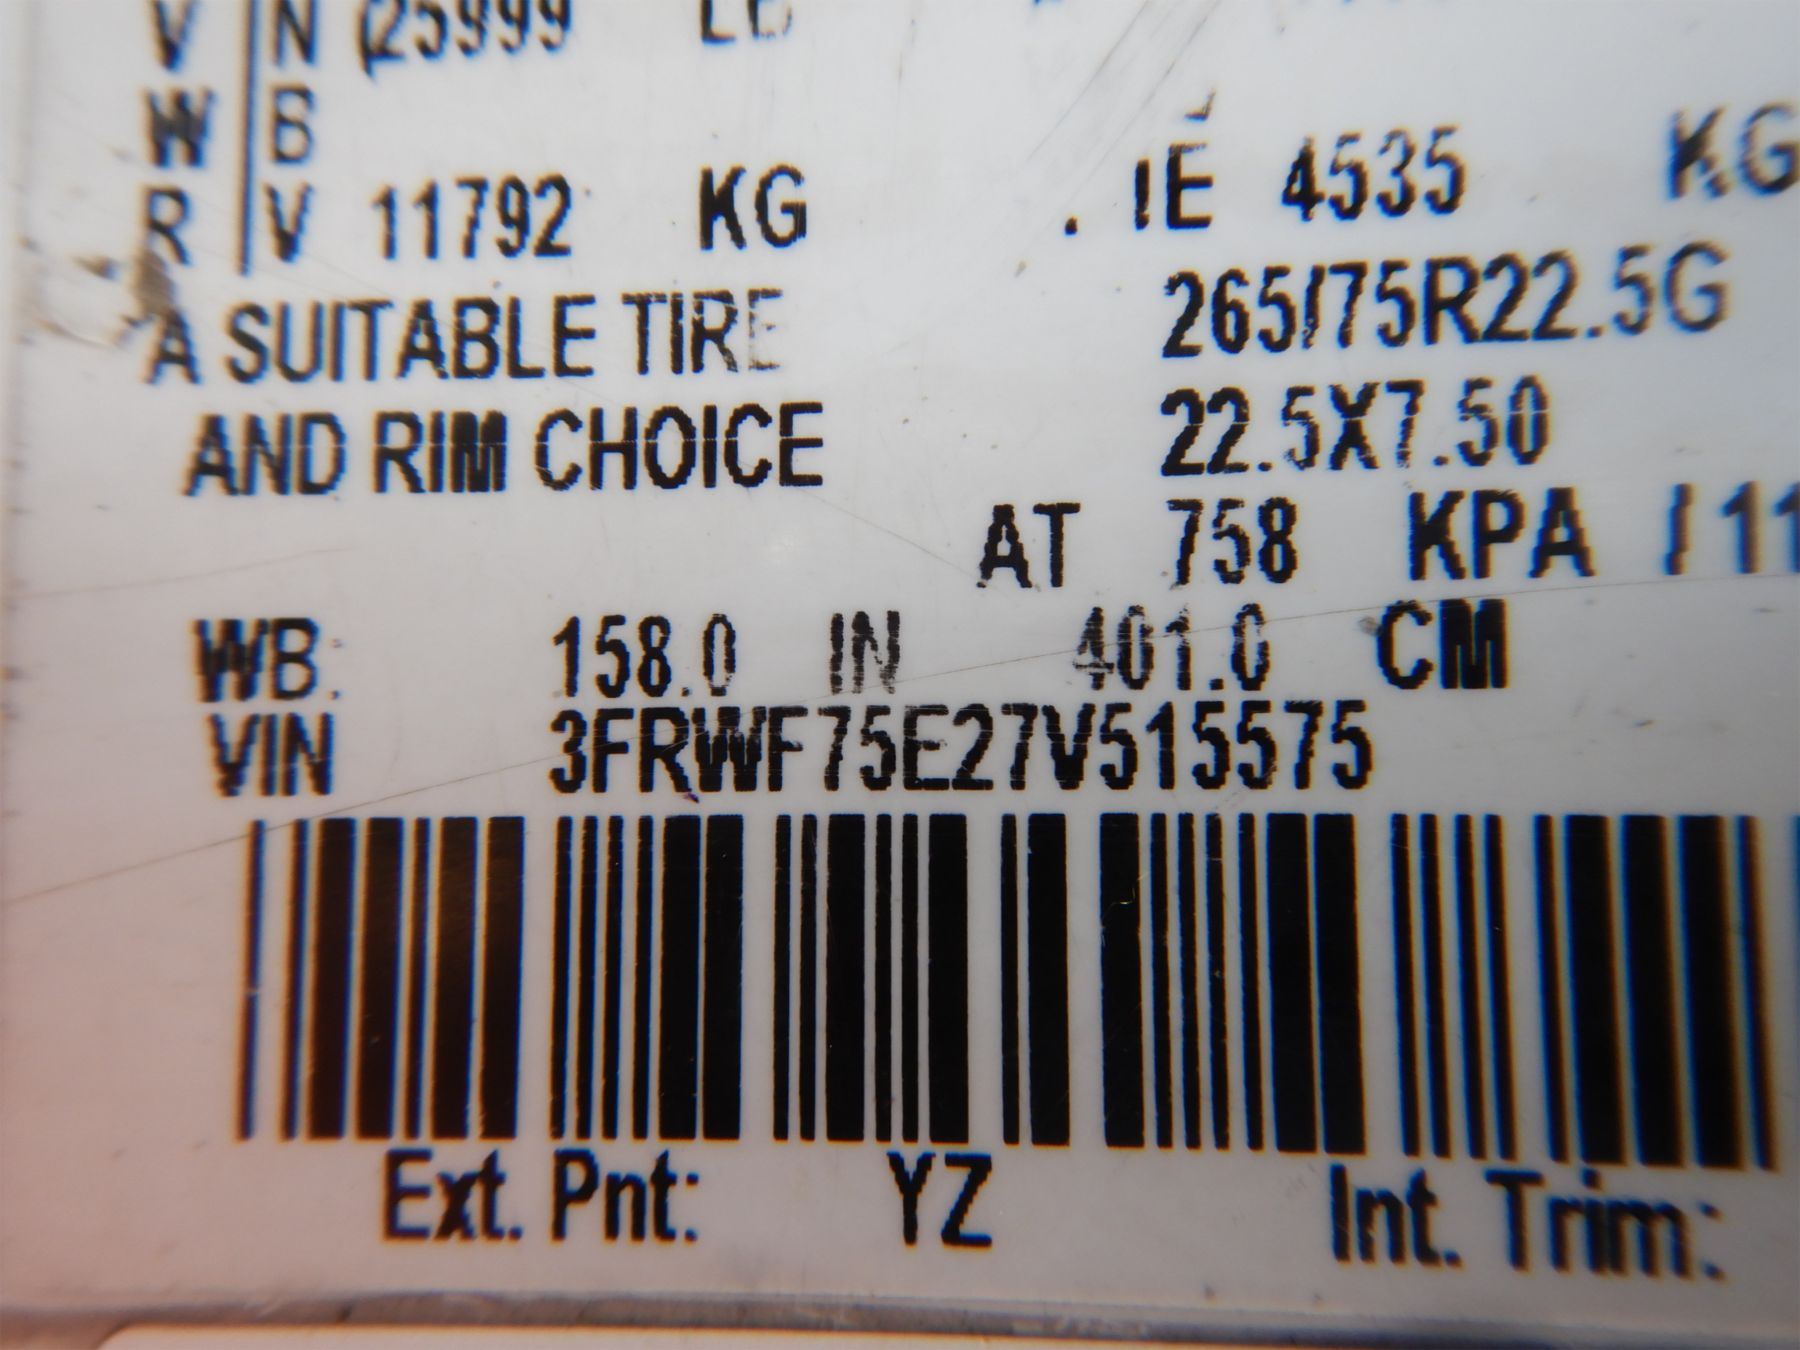 V N (25999 LB
W B
R V 11792 KG 4535 KG
A SUITABLE TIRE 265/75R22.5G
AND RIM CHOICE 22.5X7.50
AT 758 KPA / 11
WB: 158.0 IN 401.0 CM
VIN 3FRWF75E27V515575
Ext. Pnt: YZ Int. Trim: